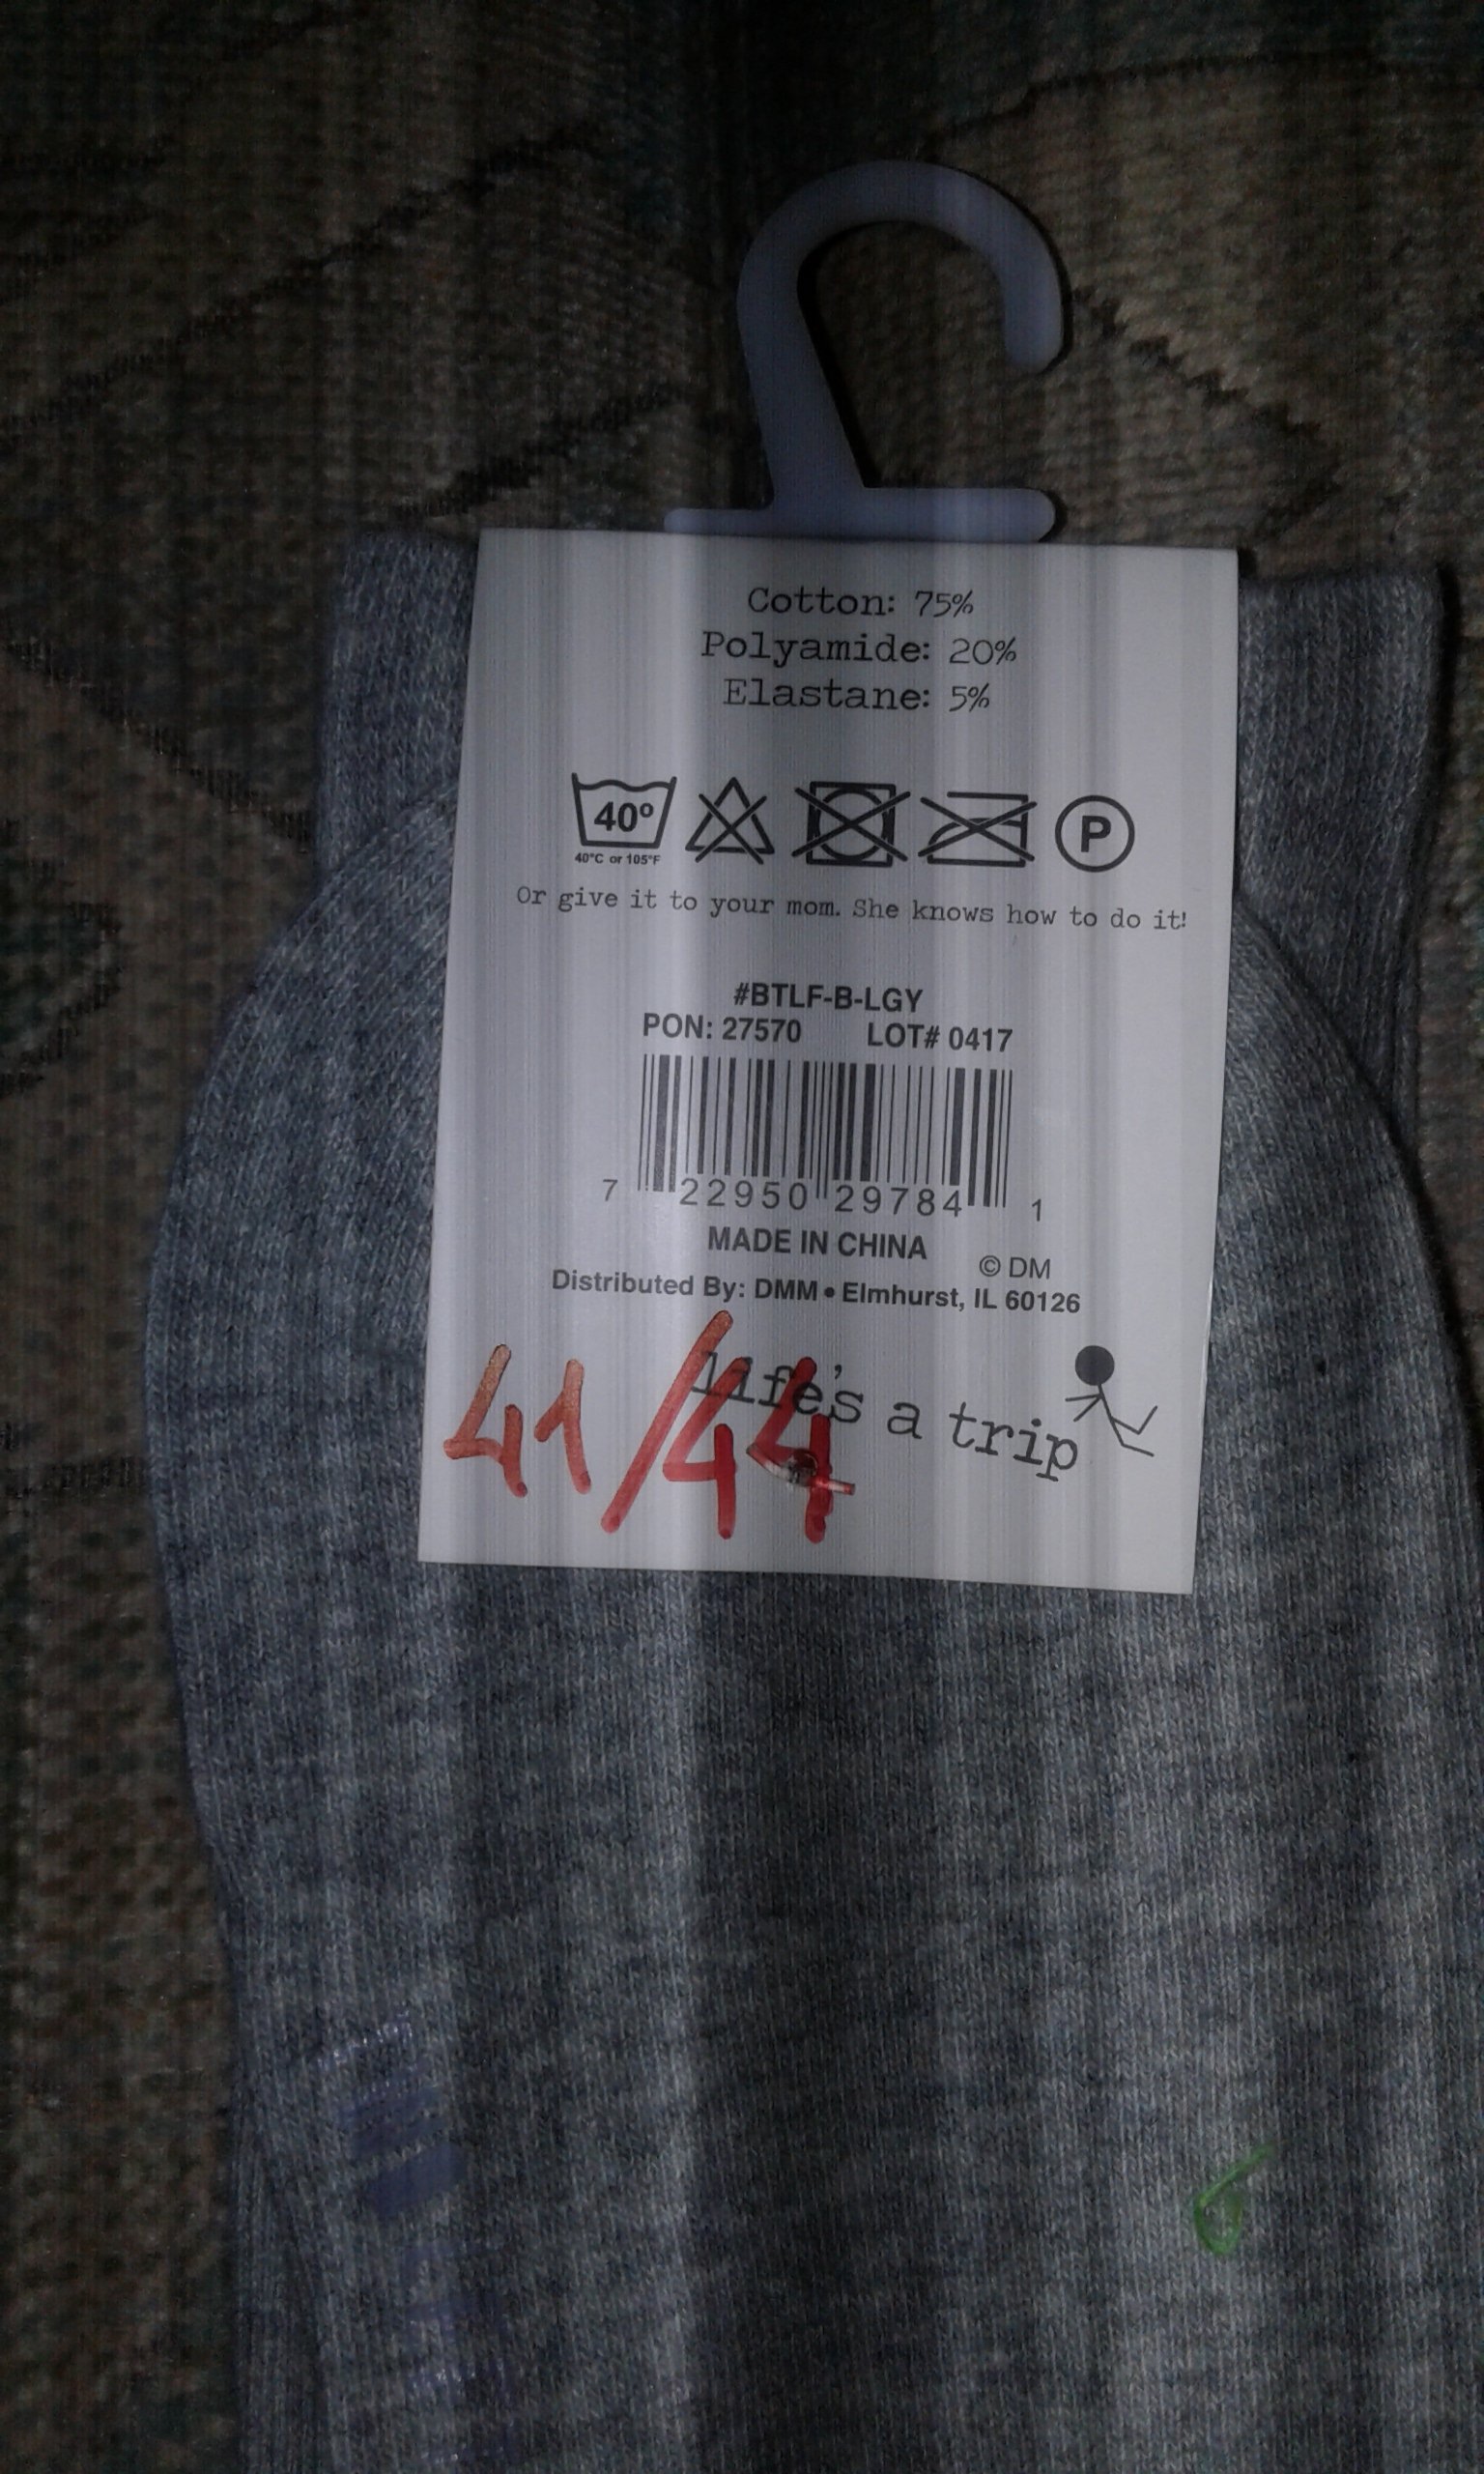 Cotton: 75%
Polyamide: 20%
Elastane: 5%
40º
40°C or 105°F
P
Or give it to your mom. She knows how to do it!
#BTLF-B-LGY
PON: 27570 LOT# 0417
7 22950 29784 1
MADE IN CHINA
© DM
Distributed By: DMM • Elmhurst, IL 60126
life's a trip
41/44